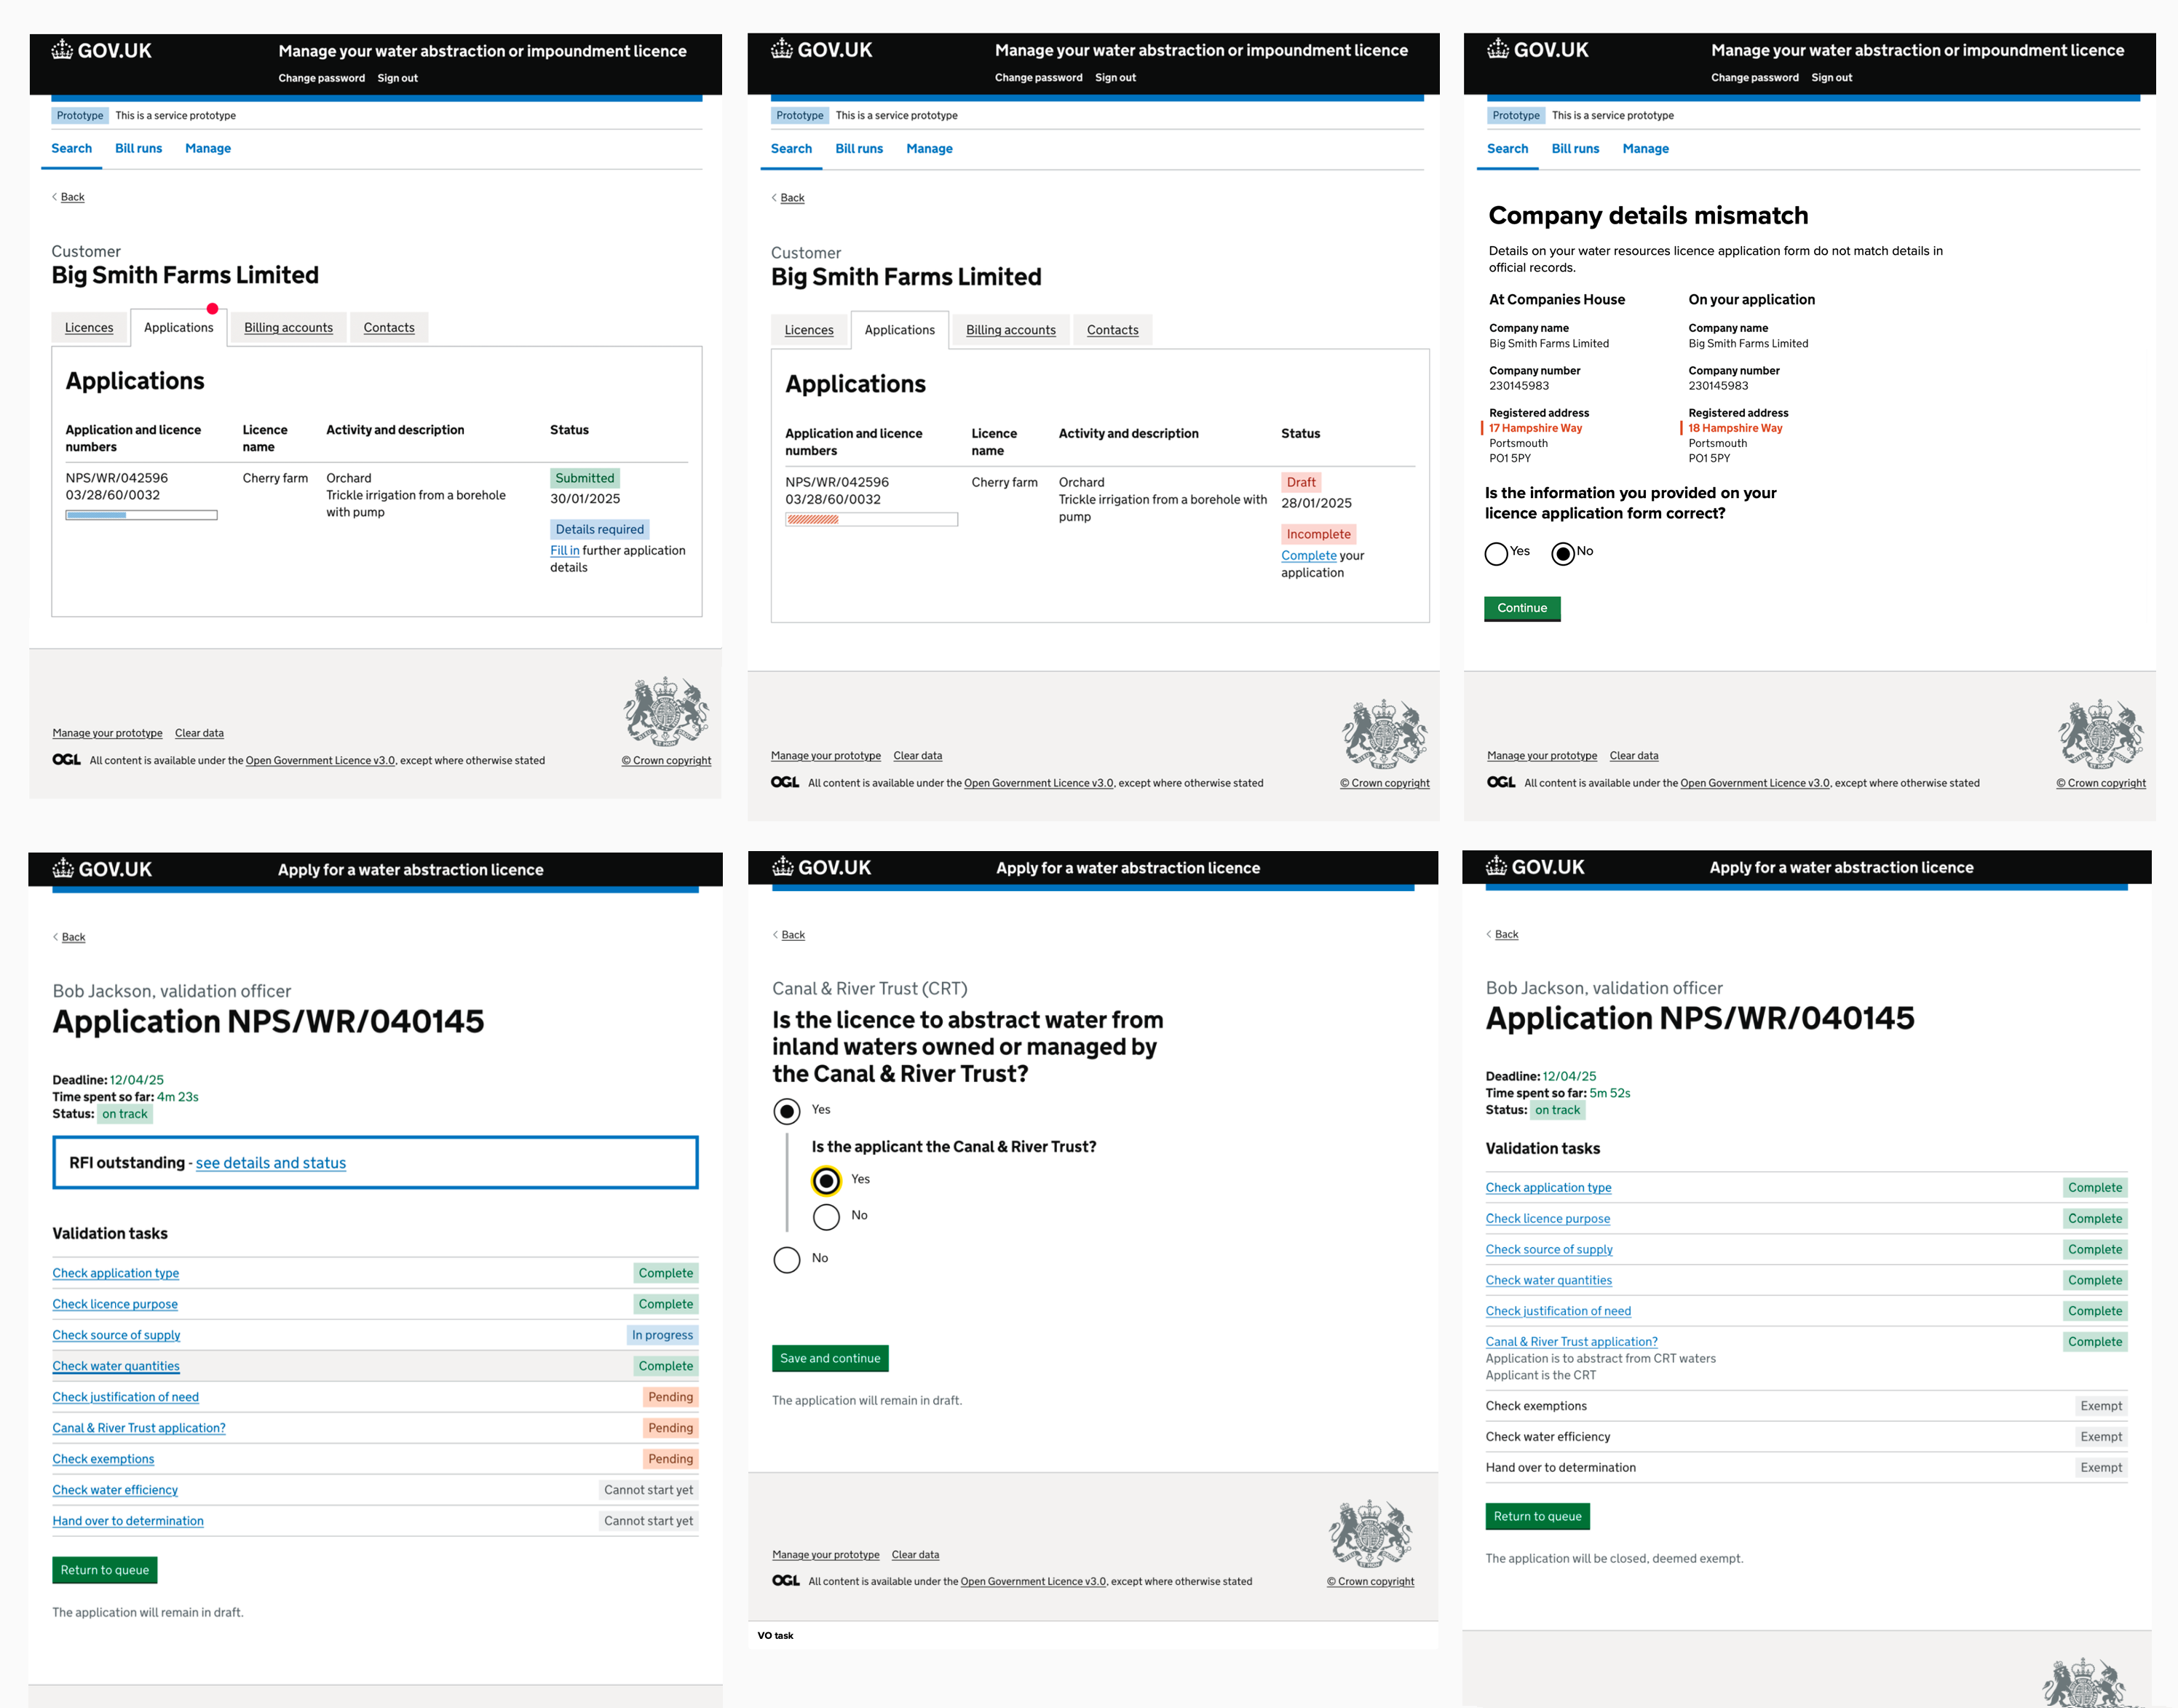 GOV.UK
Manage your water abstraction or impoundment licence
Change password Sign out
Prototype This is a service prototype
Search Bill runs Manage
Back
Customer
Big Smith Farms Limited
Licences Applications Billing accounts Contacts
Applications
Application and licence numbers Licence name Activity and description Status
NPS/WR/042596
03/28/60/0032
Cherry farm
Orchard
Trickle irrigation from a borehole
with pump
Submitted
30/01/2025
Details required
Fill in further application
details
Manage your prototype Clear data
OGL All content is available under the Open Government Licence v3.0, except where otherwise stated
© Crown copyright
GOV.UK
Manage your water abstraction or impoundment licence
Change password Sign out
Prototype This is a service prototype
Search Bill runs Manage
Back
Customer
Big Smith Farms Limited
Licences Applications Billing accounts Contacts
Applications
Application and licence numbers Licence name Activity and description Status
NPS/WR/042596
03/28/60/0032
Cherry farm
Orchard
Trickle irrigation from a borehole with
pump
Draft
28/01/2025
Incomplete
Complete your
application
Manage your prototype Clear data
OGL All content is available under the Open Government Licence v3.0, except where otherwise stated
© Crown copyright
GOV.UK
Manage your water abstraction or impoundment licence
Change password Sign out
Prototype This is a service prototype
Search Bill runs Manage
Company details mismatch
Details on your water resources licence application form do not match details in
official records.
At Companies House
Company name
Big Smith Farms Limited
Company number
230145983
Registered address
17 Hampshire Way
Portsmouth
PO1 5PY
On your application
Company name
Big Smith Farms Limited
Company number
230145983
Registered address
18 Hampshire Way
Portsmouth
PO1 5PY
Is the information you provided on your
licence application form correct?
Yes No
Continue
Manage your prototype Clear data
OGL All content is available under the Open Government Licence v3.0, except where otherwise stated
© Crown copyright
GOV.UK
Apply for a water abstraction licence
Back
Bob Jackson, validation officer
Application NPS/WR/040145
Deadline: 12/04/25
Time spent so far: 4m 23s
Status: on track
RFI outstanding - see details and status
Validation tasks
Check application type Complete
Check licence purpose Complete
Check source of supply In progress
Check water quantities Complete
Check justification of need Pending
Canal & River Trust application? Pending
Check exemptions Pending
Check water efficiency Cannot start yet
Hand over to determination Cannot start yet
Return to queue
The application will remain in draft.
GOV.UK
Apply for a water abstraction licence
Back
Canal & River Trust (CRT)
Is the licence to abstract water from
inland waters owned or managed by
the Canal & River Trust?
Yes
Is the applicant the Canal & River Trust?
Yes
No
No
Save and continue
The application will remain in draft.
Manage your prototype Clear data
OGL All content is available under the Open Government Licence v3.0, except where otherwise stated
© Crown copyright
VO task
GOV.UK
Apply for a water abstraction licence
Back
Bob Jackson, validation officer
Application NPS/WR/040145
Deadline: 12/04/25
Time spent so far: 5m 52s
Status: on track
Validation tasks
Check application type Complete
Check licence purpose Complete
Check source of supply Complete
Check water quantities Complete
Check justification of need Complete
Canal & River Trust application? Complete
Application is to abstract from CRT waters
Applicant is the CRT
Check exemptions Exempt
Check water efficiency Exempt
Hand over to determination Exempt
Return to queue
The application will be closed, deemed exempt.